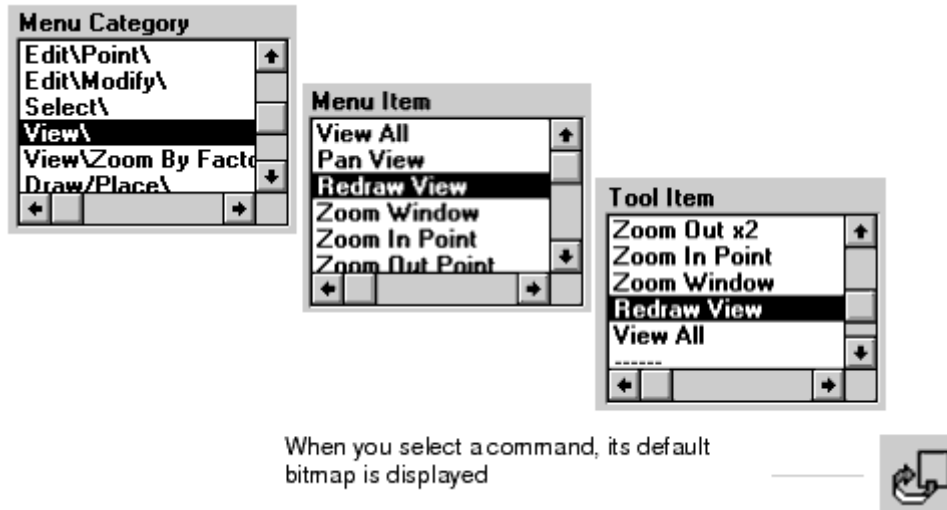 Menu Category
Edit\Point\
Edit\Modify\
Select\
View\
View\Zoom By Facto
Draw/Place\
Menu Item
View All
Pan View
Redraw View
Zoom Window
Zoom In Point
Zoom Out Point
Tool Item
Zoom Out x2
Zoom In Point
Zoom Window
Redraw View
View All
------
When you select a command, its default
bitmap is displayed